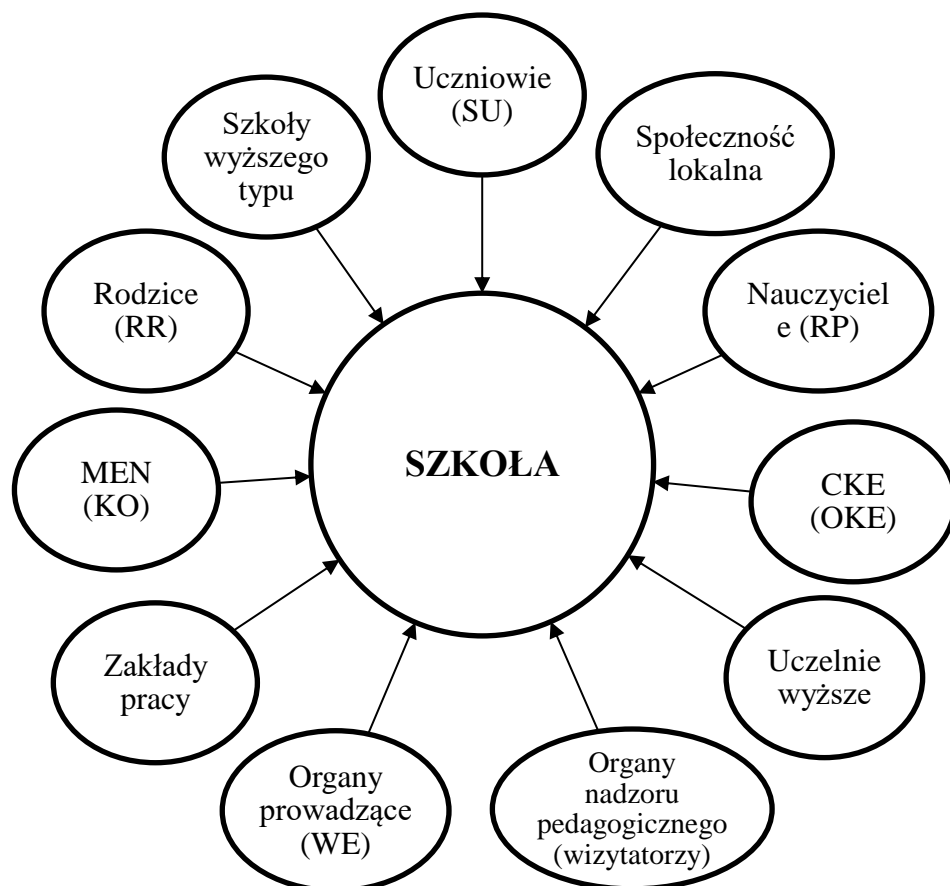 Uczniowie
(SU)
Szkoły
wyższego
typu
Społeczność
lokalna
Rodzice
(RR)
Nauczyciel
e (RP)
SZKOŁA
MEN
(KO)
CKE
(OKE)
Zakłady
pracy
Uczelnie
wyższe
Organy
prowadzące
(WE)
Organy
nadzoru
pedagogicznego
(wizytatorzy)